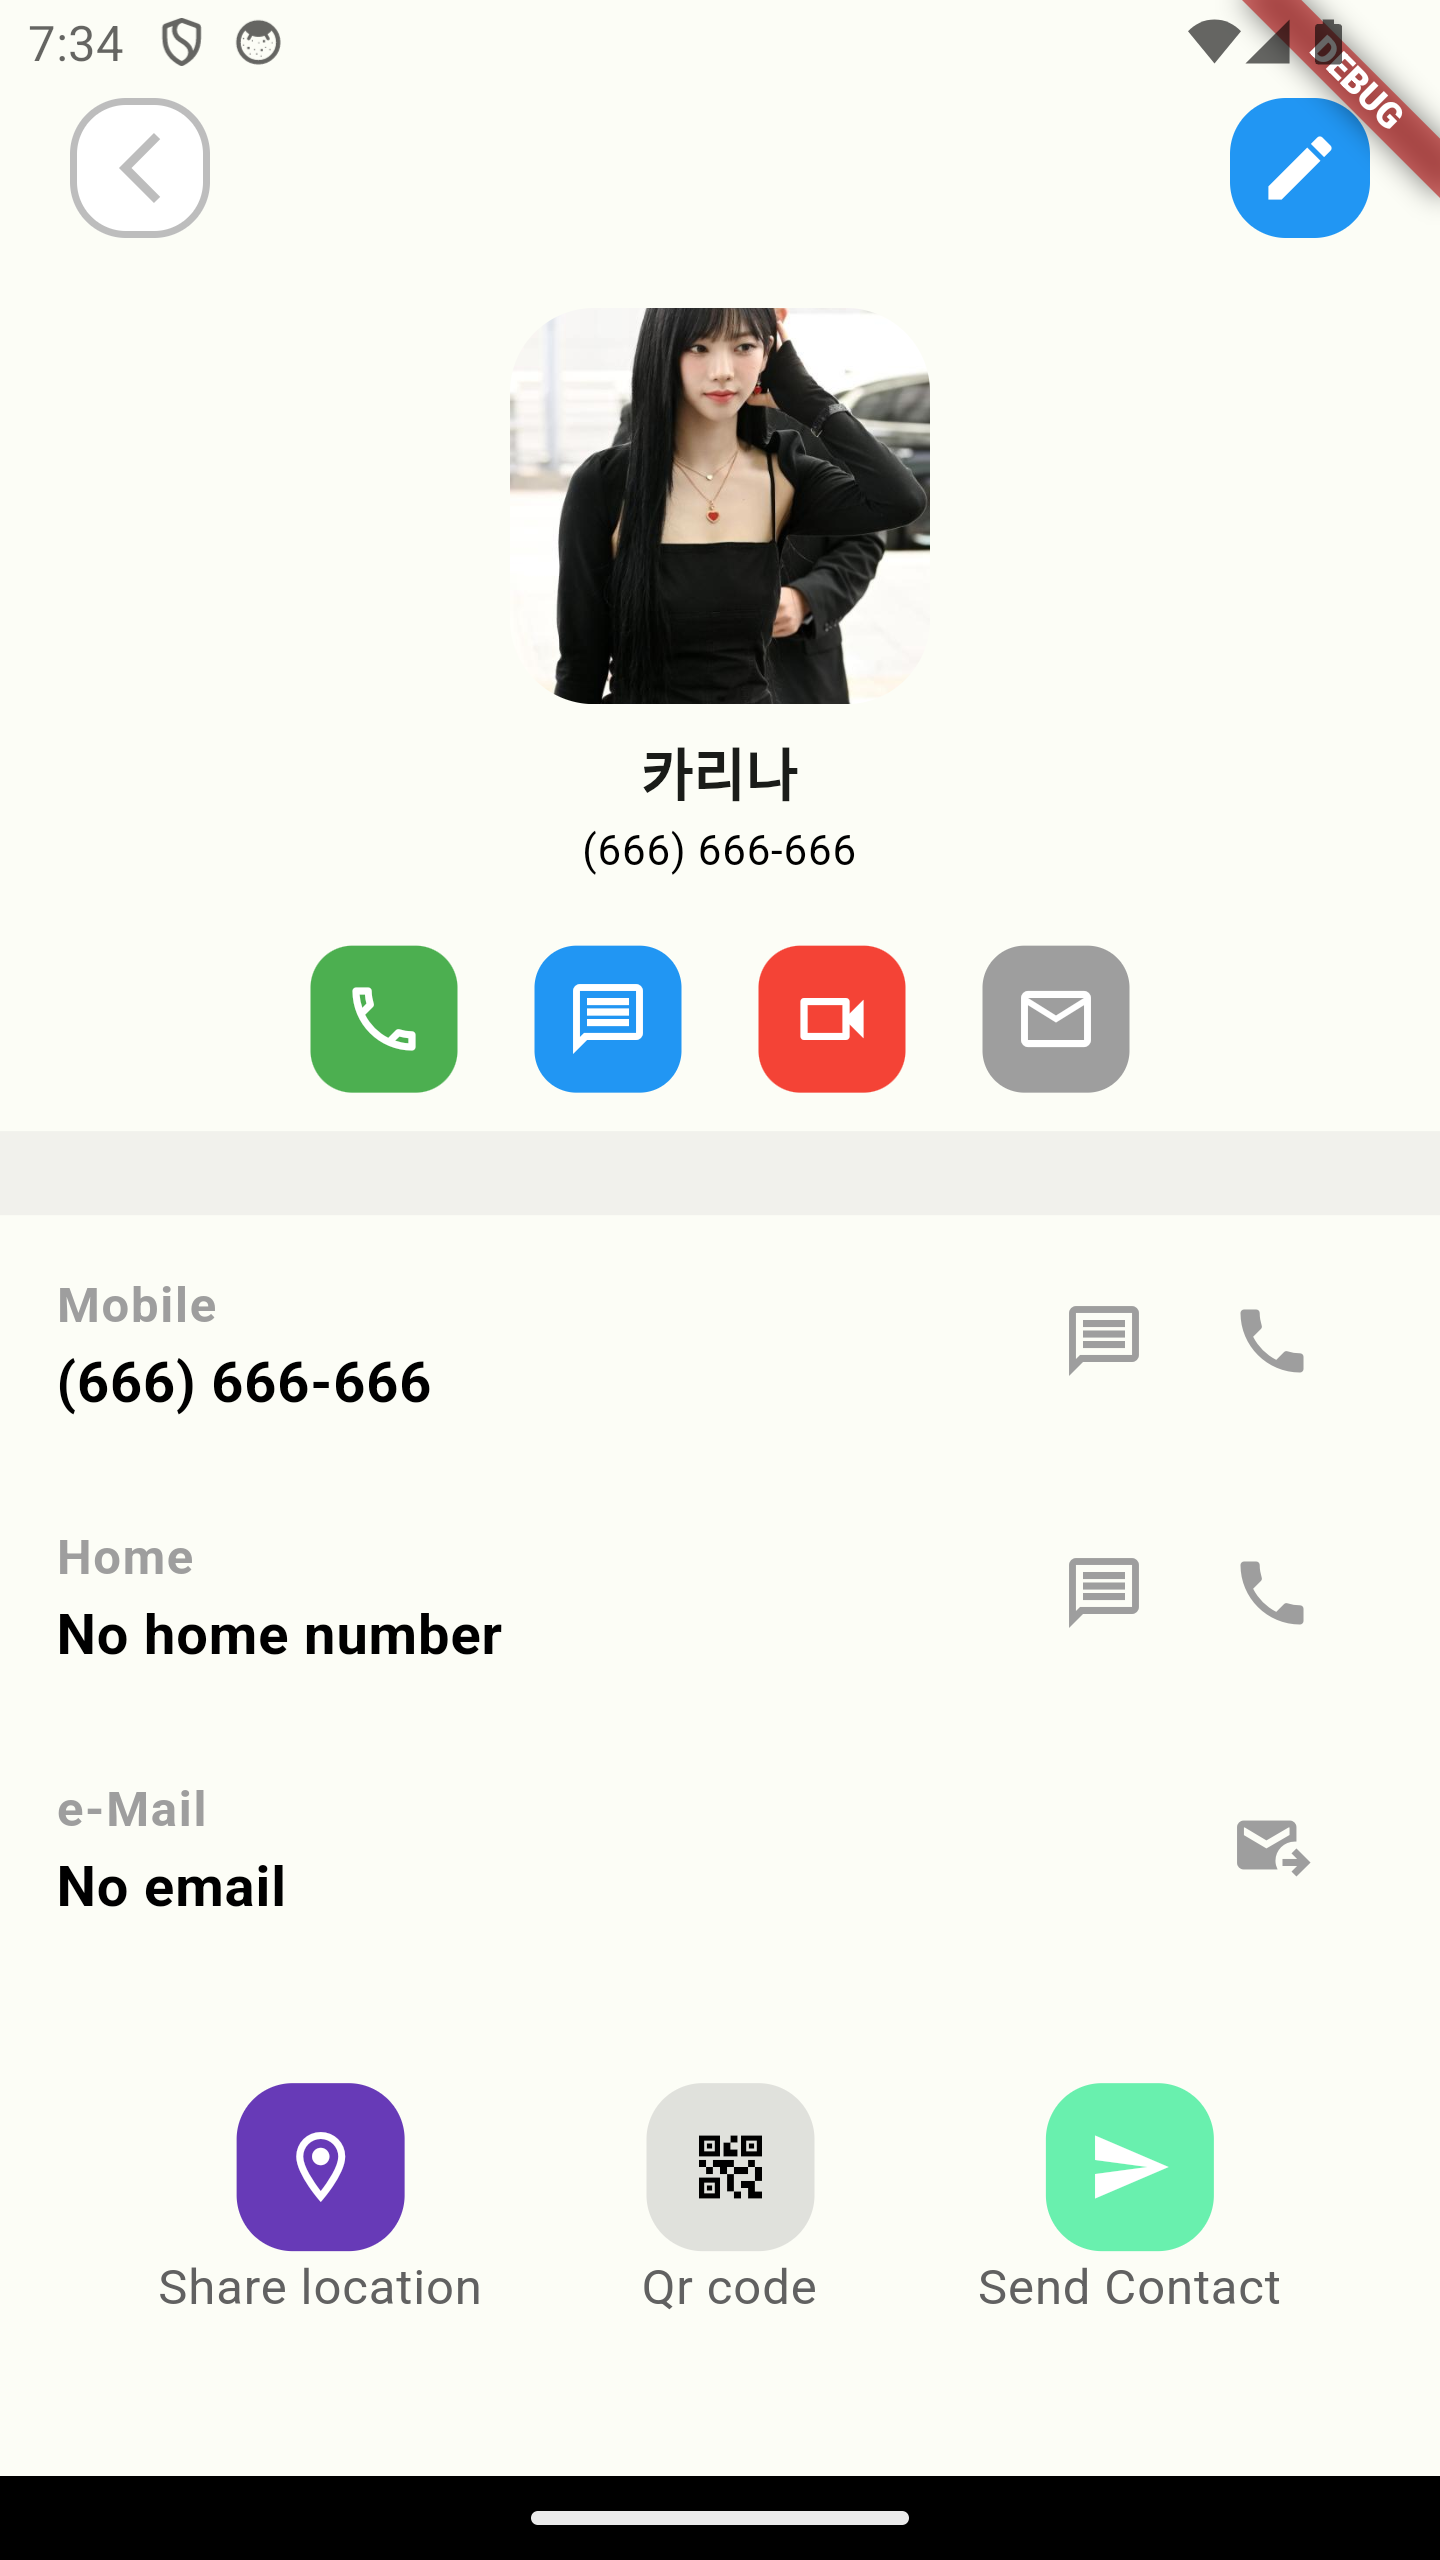 7:34
DEBUG
카리나
(666) 666-666
Mobile
(666) 666-666
Home
No home number
e-Mail
No email
Share location
Qr code
Send Contact